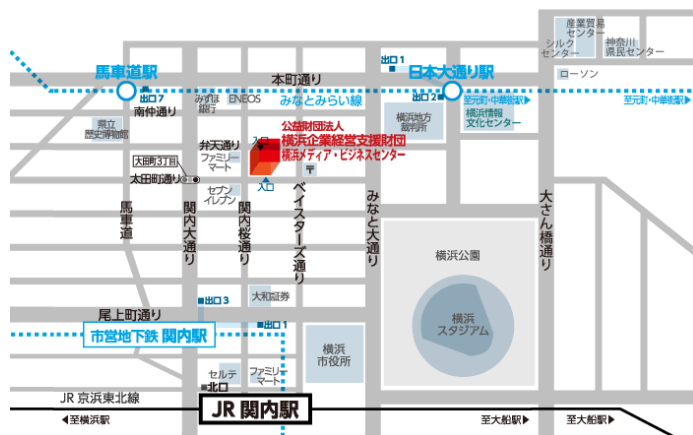 産業貿易
センター
シルク
センター
神奈川
県民センター
出口1
馬車道駅
日本大通り駅
ローソン
本町通り
出口7
みずほ
銀行
ENEOS
みなとみらい線
出口2
至元町・中華街駅▶
至元町・中華街駅▶
南仲通り
県立
歴史博物館
横浜地方
裁判所
横浜情報
文化センター
公益財団法人
横浜企業経営支援財団
横浜メディア・ビジネスセンター
入口
弁天通り
ファミリー
マート
太田町3丁目
太田町通り
〒
入口
セブン
イレブン
馬車道
関内大通り
関内桜通り
ベイスターズ通り
みなと大通り
大さん橋通り
横浜公園
横浜
スタジアム
出口3
大和証券
尾上町通り
出口1
市営地下鉄 関内駅
横浜
市役所
セルテ
ファミリー
マート
北口
JR 京浜東北線
JR 関内駅
◀至横浜駅
至大船駅▶
至大船駅▶